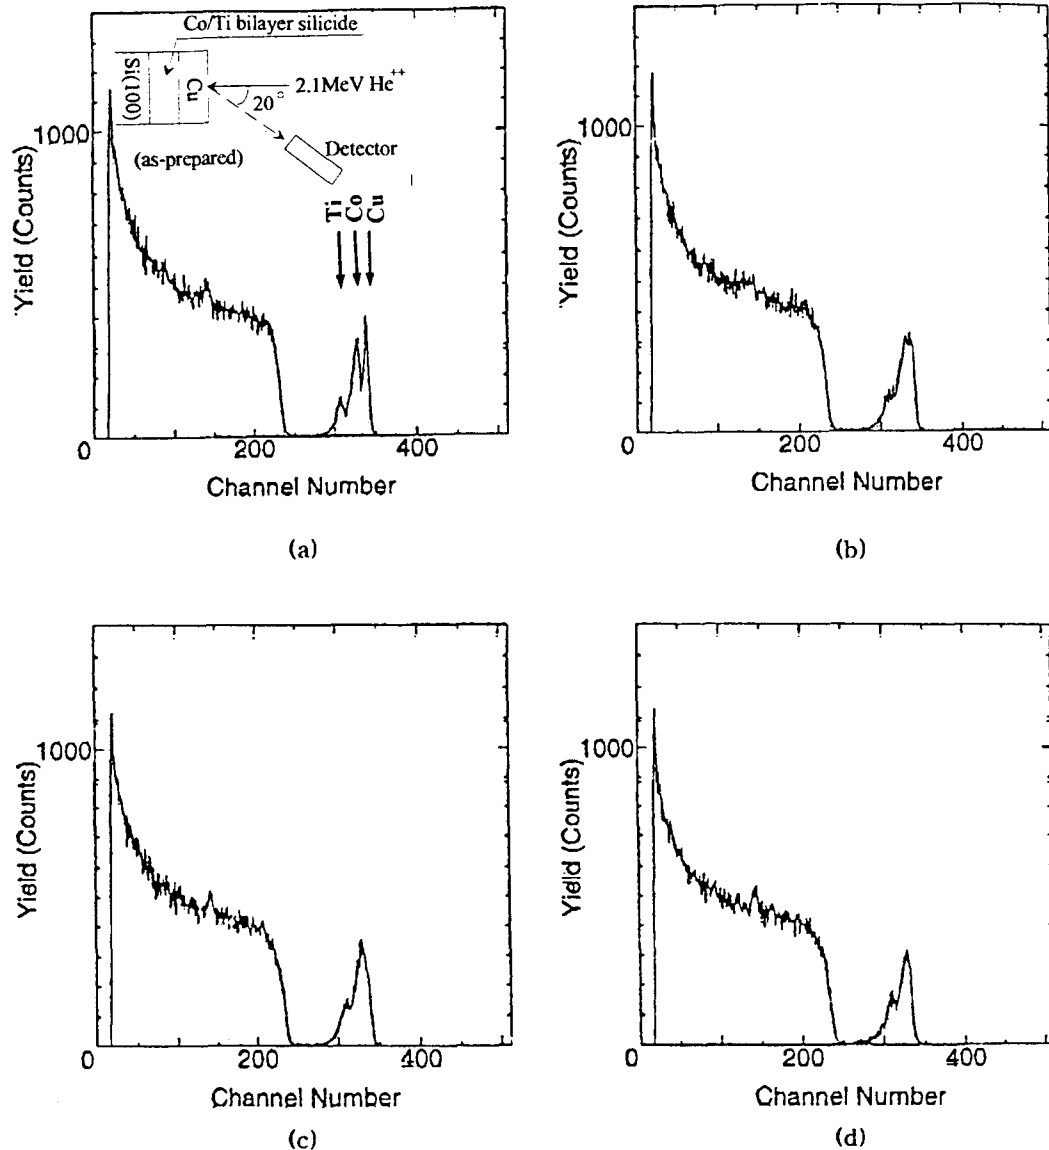 Co/Ti bilayer silicide
Si(100)
Cu
2.1MeV He++
20°
Detector
(as-prepared)
Ti
Co
Cu
1000
Yield (Counts)
0
200
400
Channel Number
(a)
1000
Yield (Counts)
0
200
400
Channel Number
(b)
1000
Yield (Counts)
0
200
400
Channel Number
(c)
1000
Yield (Counts)
0
200
400
Channel Number
(d)